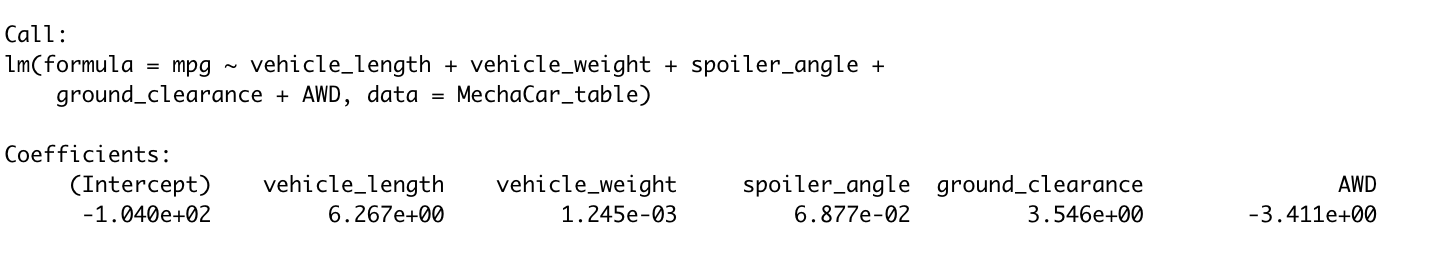 Call:
lm(formula = mpg ~ vehicle_length + vehicle_weight + spoiler_angle +
    ground_clearance + AWD, data = MechaCar_table)

Coefficients:
     (Intercept)    vehicle_length    vehicle_weight     spoiler_angle  ground_clearance               AWD
      -1.040e+02         6.267e+00         1.245e-03         6.877e-02         3.546e+00        -3.411e+00